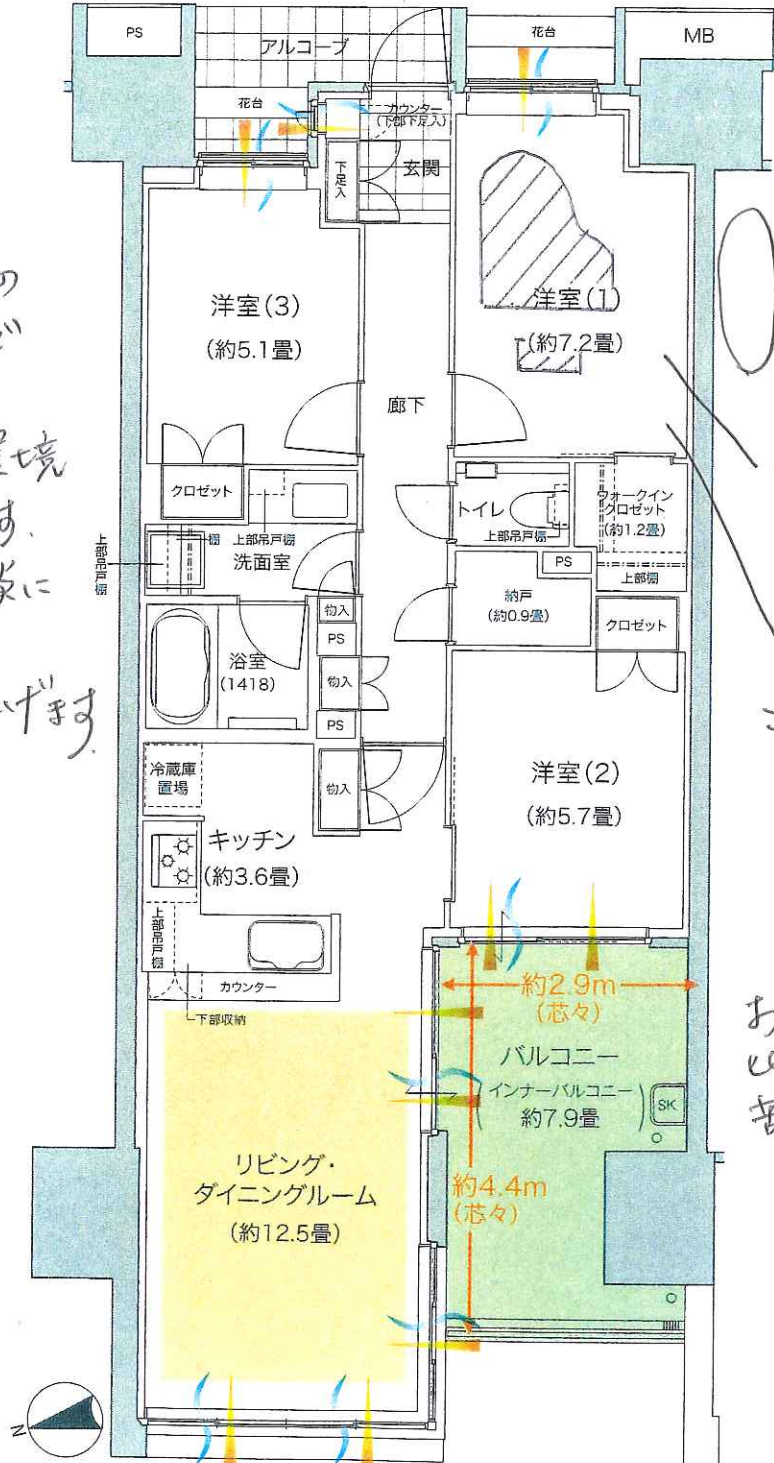 PS
アルコーブ
花台
MB
花台
カウンター
(下部下足入)
下足入
玄関
洋室(3)
(約5.1畳)
洋室(1)
(約7.2畳)
廊下
クロゼット
トイレ
上部吊戸棚
ウォークイン
クロゼット
(約1.2畳)
上部棚
棚
上部吊戸棚
洗面室
上部吊戸棚
PS
納戸
(約0.9畳)
クロゼット
物入
PS
浴室
(1418)
物入
PS
冷蔵庫
置場
物入
洋室(2)
(約5.7畳)
キッチン
(約3.6畳)
上部吊戸棚
カウンター
下部収納
約2.9m
(芯々)
バルコニー
(インナーバルコニー
約7.9畳)
SK
リビング・
ダイニングルーム
(約12.5畳)
約4.4m
(芯々)
N
の
境
す.
に
げます.